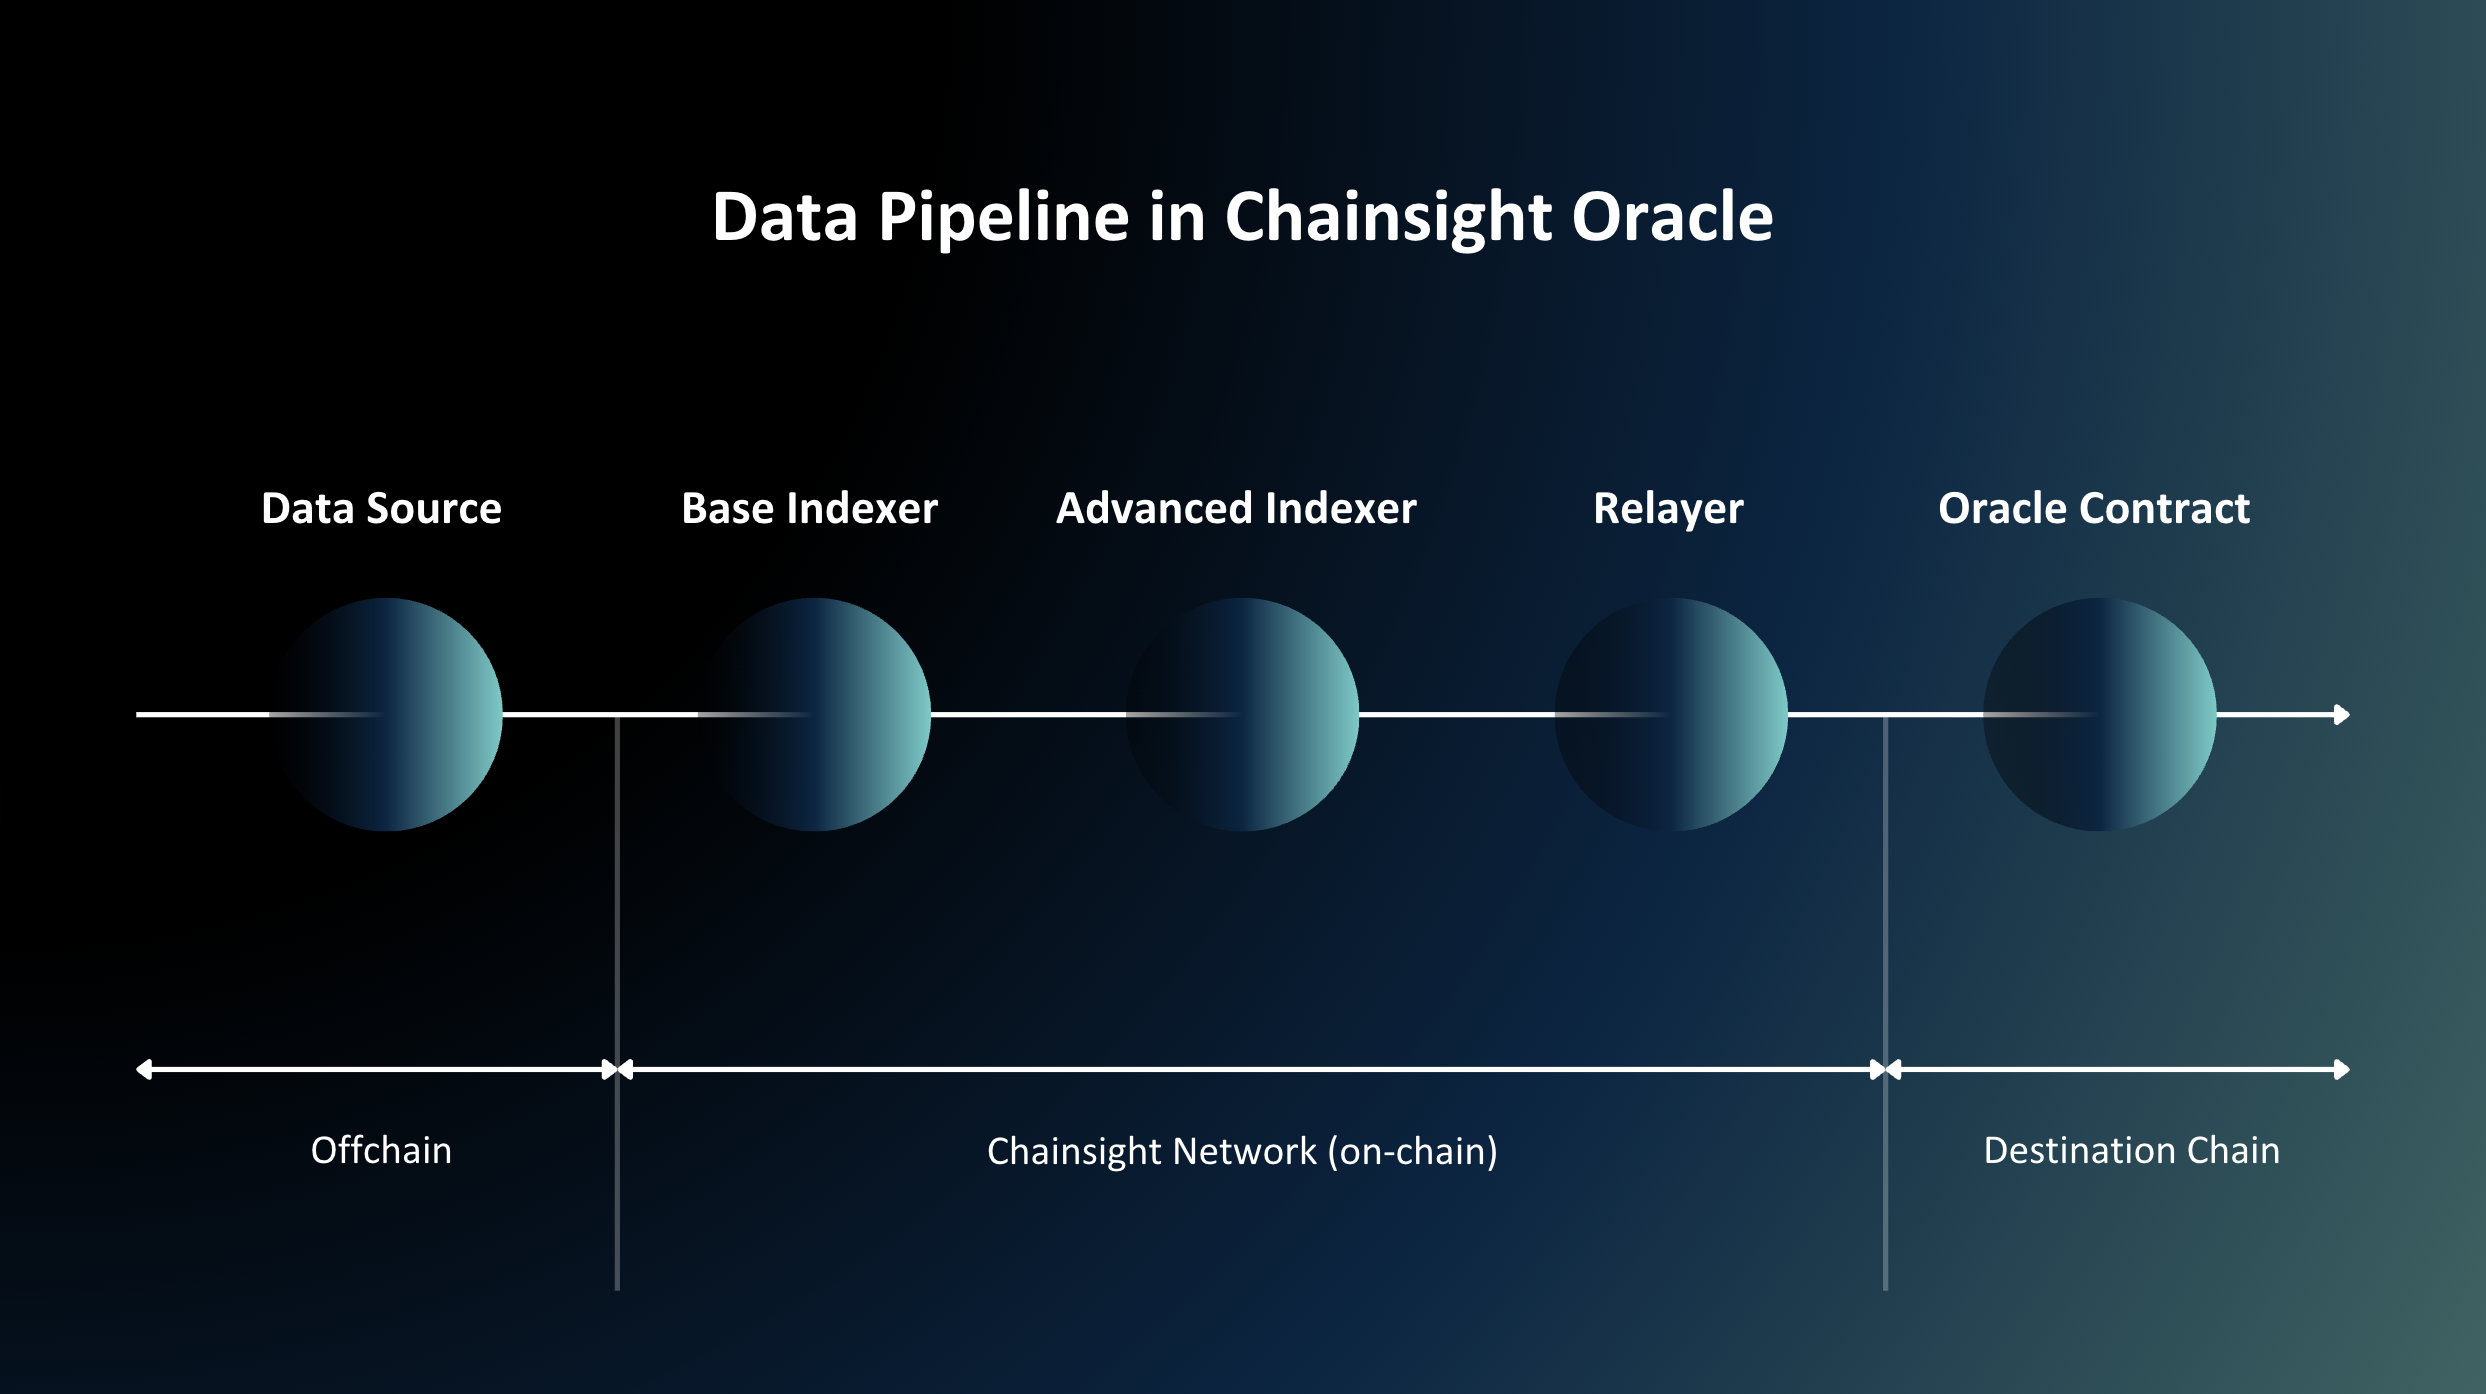 Data Pipeline in Chainsight Oracle
Data Source
Base Indexer
Advanced Indexer
Relayer
Oracle Contract
Offchain
Chainsight Network (on-chain)
Destination Chain